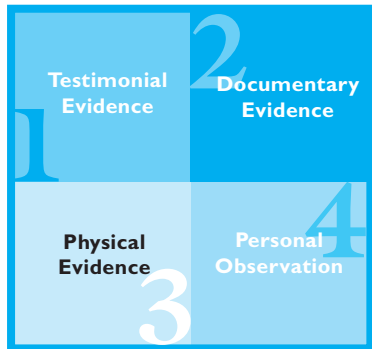 1
Testimonial
Evidence
2
Documentary
Evidence
Physical
Evidence
3
Personal
Observation
4